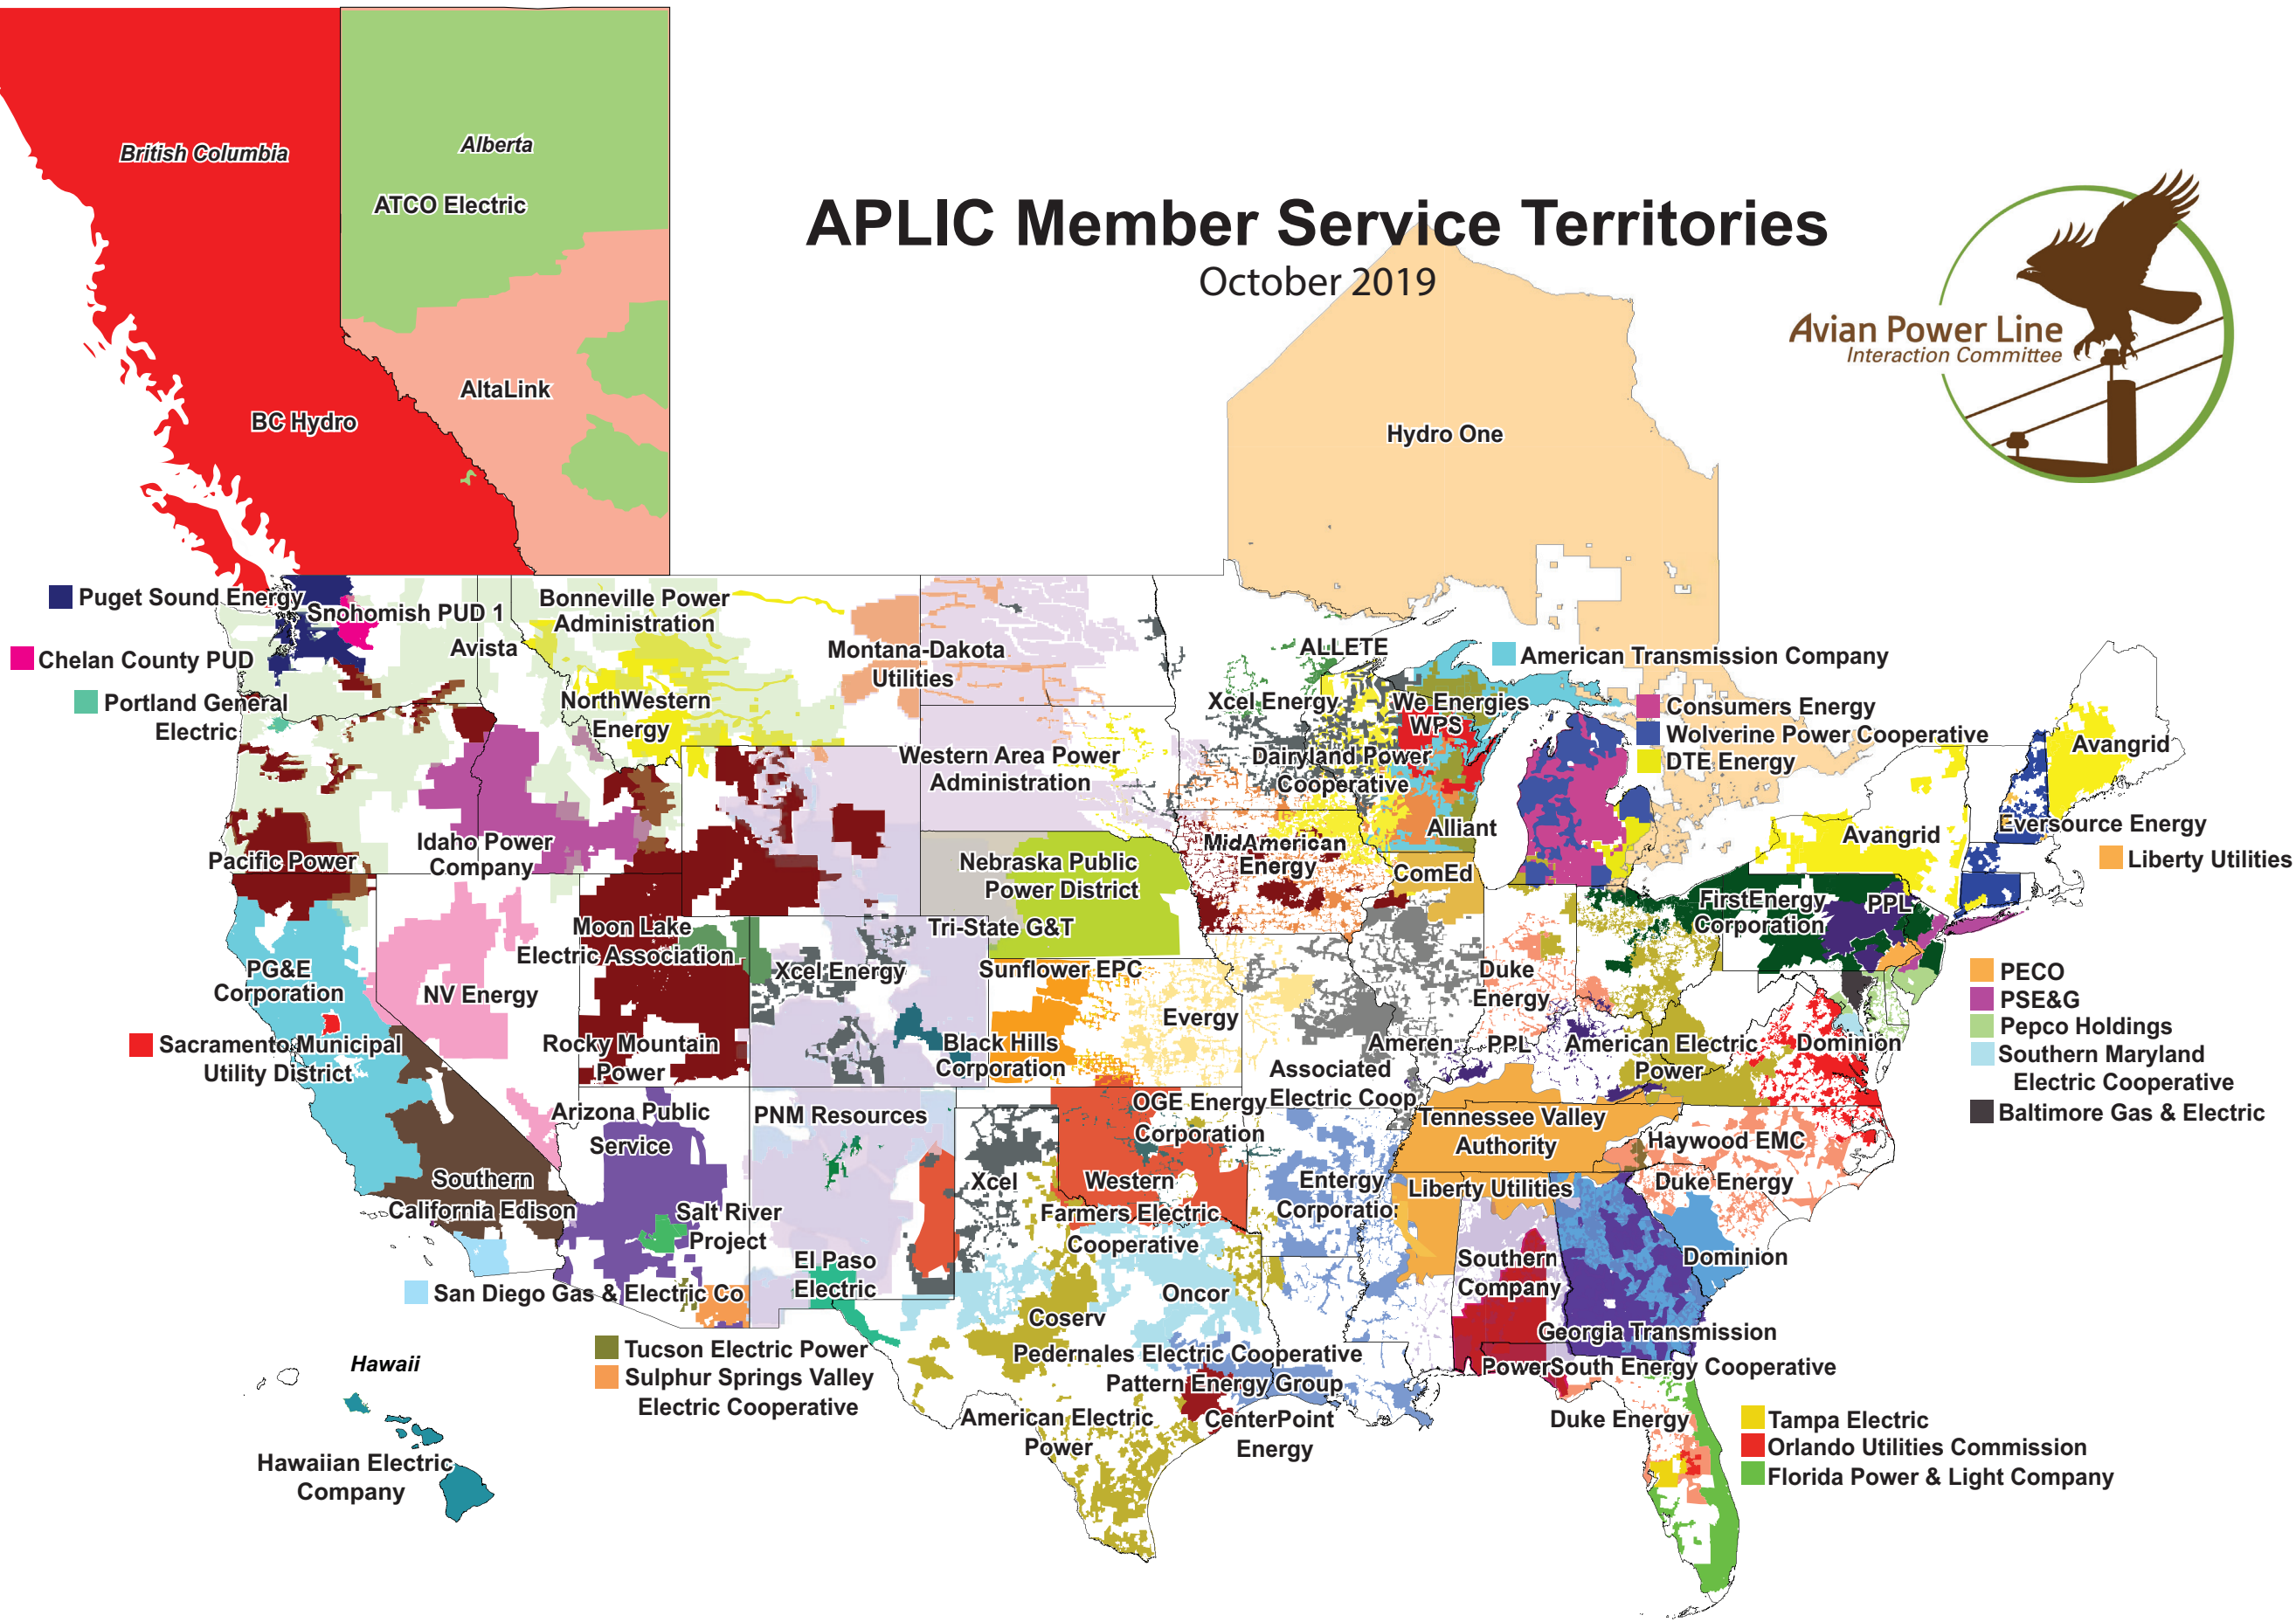 British Columbia
Alberta
ATCO Electric
APLIC Member Service Territories
October 2019
Avian Power Line
Interaction Committee
AltaLink
BC Hydro
Hydro One
Puget Sound Energy
Snohomish PUD 1
Bonneville Power
Administration
Avista
Chelan County PUD
Portland General
Electric
Montana-Dakota
Utilities
NorthWestern
Energy
ALLETE
American Transmission Company
Xcel Energy
We Energies
WPS
Consumers Energy
Wolverine Power Cooperative
DTE Energy
Avangrid
Western Area Power
Administration
Dairyland Power
Cooperative
Alliant
Avangrid
Eversource Energy
Liberty Utilities
Pacific Power
Idaho Power
Company
Nebraska Public
Power District
MidAmerican
Energy
ComEd
FirstEnergy
Corporation
PPL
Moon Lake
Electric Association
Tri-State G&T
Xcel Energy
Sunflower EPC
PG&E
Corporation
NV Energy
Duke
Energy
PECO
PSE&G
Pepco Holdings
Southern Maryland
Electric Cooperative
Baltimore Gas & Electric
Evergy
Sacramento Municipal
Utility District
Rocky Mountain
Power
Black Hills
Corporation
Ameren
PPL
American Electric
Power
Dominion
Associated
Electric Coop
Arizona Public
Service
PNM Resources
OGE Energy
Corporation
Tennessee Valley
Authority
Haywood EMC
Southern
California Edison
Xcel
Western
Farmers Electric
Cooperative
Entergy
Corporatio
Liberty Utilities
Duke Energy
Salt River
Project
El Paso
Electric
Southern
Company
Dominion
San Diego Gas & Electric Co
Oncor
Coserv
Georgia Transmission
Tucson Electric Power
Sulphur Springs Valley
Electric Cooperative
Pedernales Electric Cooperative
PowerSouth Energy Cooperative
Pattern Energy Group
Hawaii
Hawaiian Electric
Company
American Electric
Power
CenterPoint
Energy
Duke Energy
Tampa Electric
Orlando Utilities Commission
Florida Power & Light Company